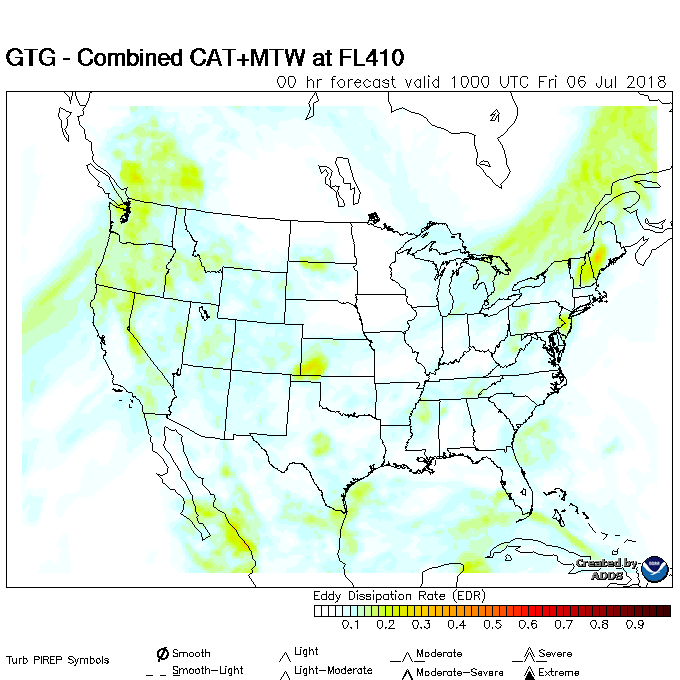 GTG - Combined CAT+MTW at FL410
00 hr forecast valid 1000 UTC Fri 06 Jul 2018
Created by
ADDS
Eddy Dissipation Rate (EDR)
0.1 0.2 0.3 0.4 0.5 0.6 0.7 0.8 0.9
Turb PIREP Symbols
Smooth Light Moderate Severe
Smooth-Light Light-Moderate Moderate-Severe Extreme